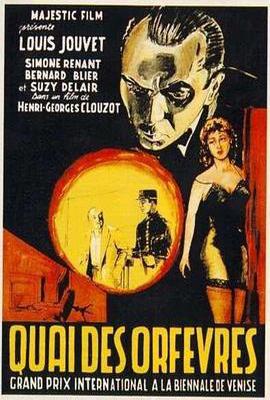 MAJESTIC FILM
présente
LOUIS JOUVET
SIMONE RENANT
BERNARD BLIER
et SUZY DELAIR
dans un film de
HENRI-GEORGES CLOUZOT
QUAI DES ORFEVRES
GRAND PRIX INTERNATIONAL A LA BIENNALE DE VENISE